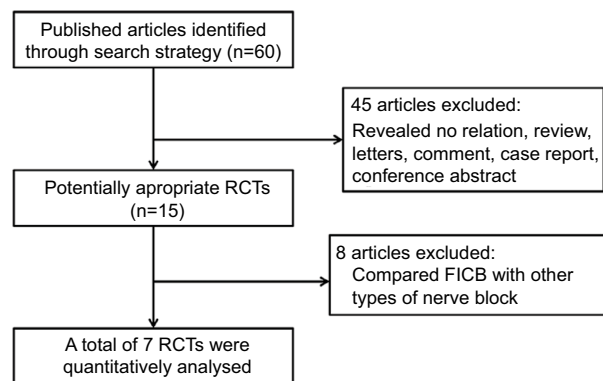 Published articles identified
through search strategy (n=60)
45 articles excluded:
Revealed no relation, review,
letters, comment, case report,
conference abstract
Potentially apropriate RCTs
(n=15)
8 articles excluded:
Compared FICB with other
types of nerve block
A total of 7 RCTs were
quantitatively analysed